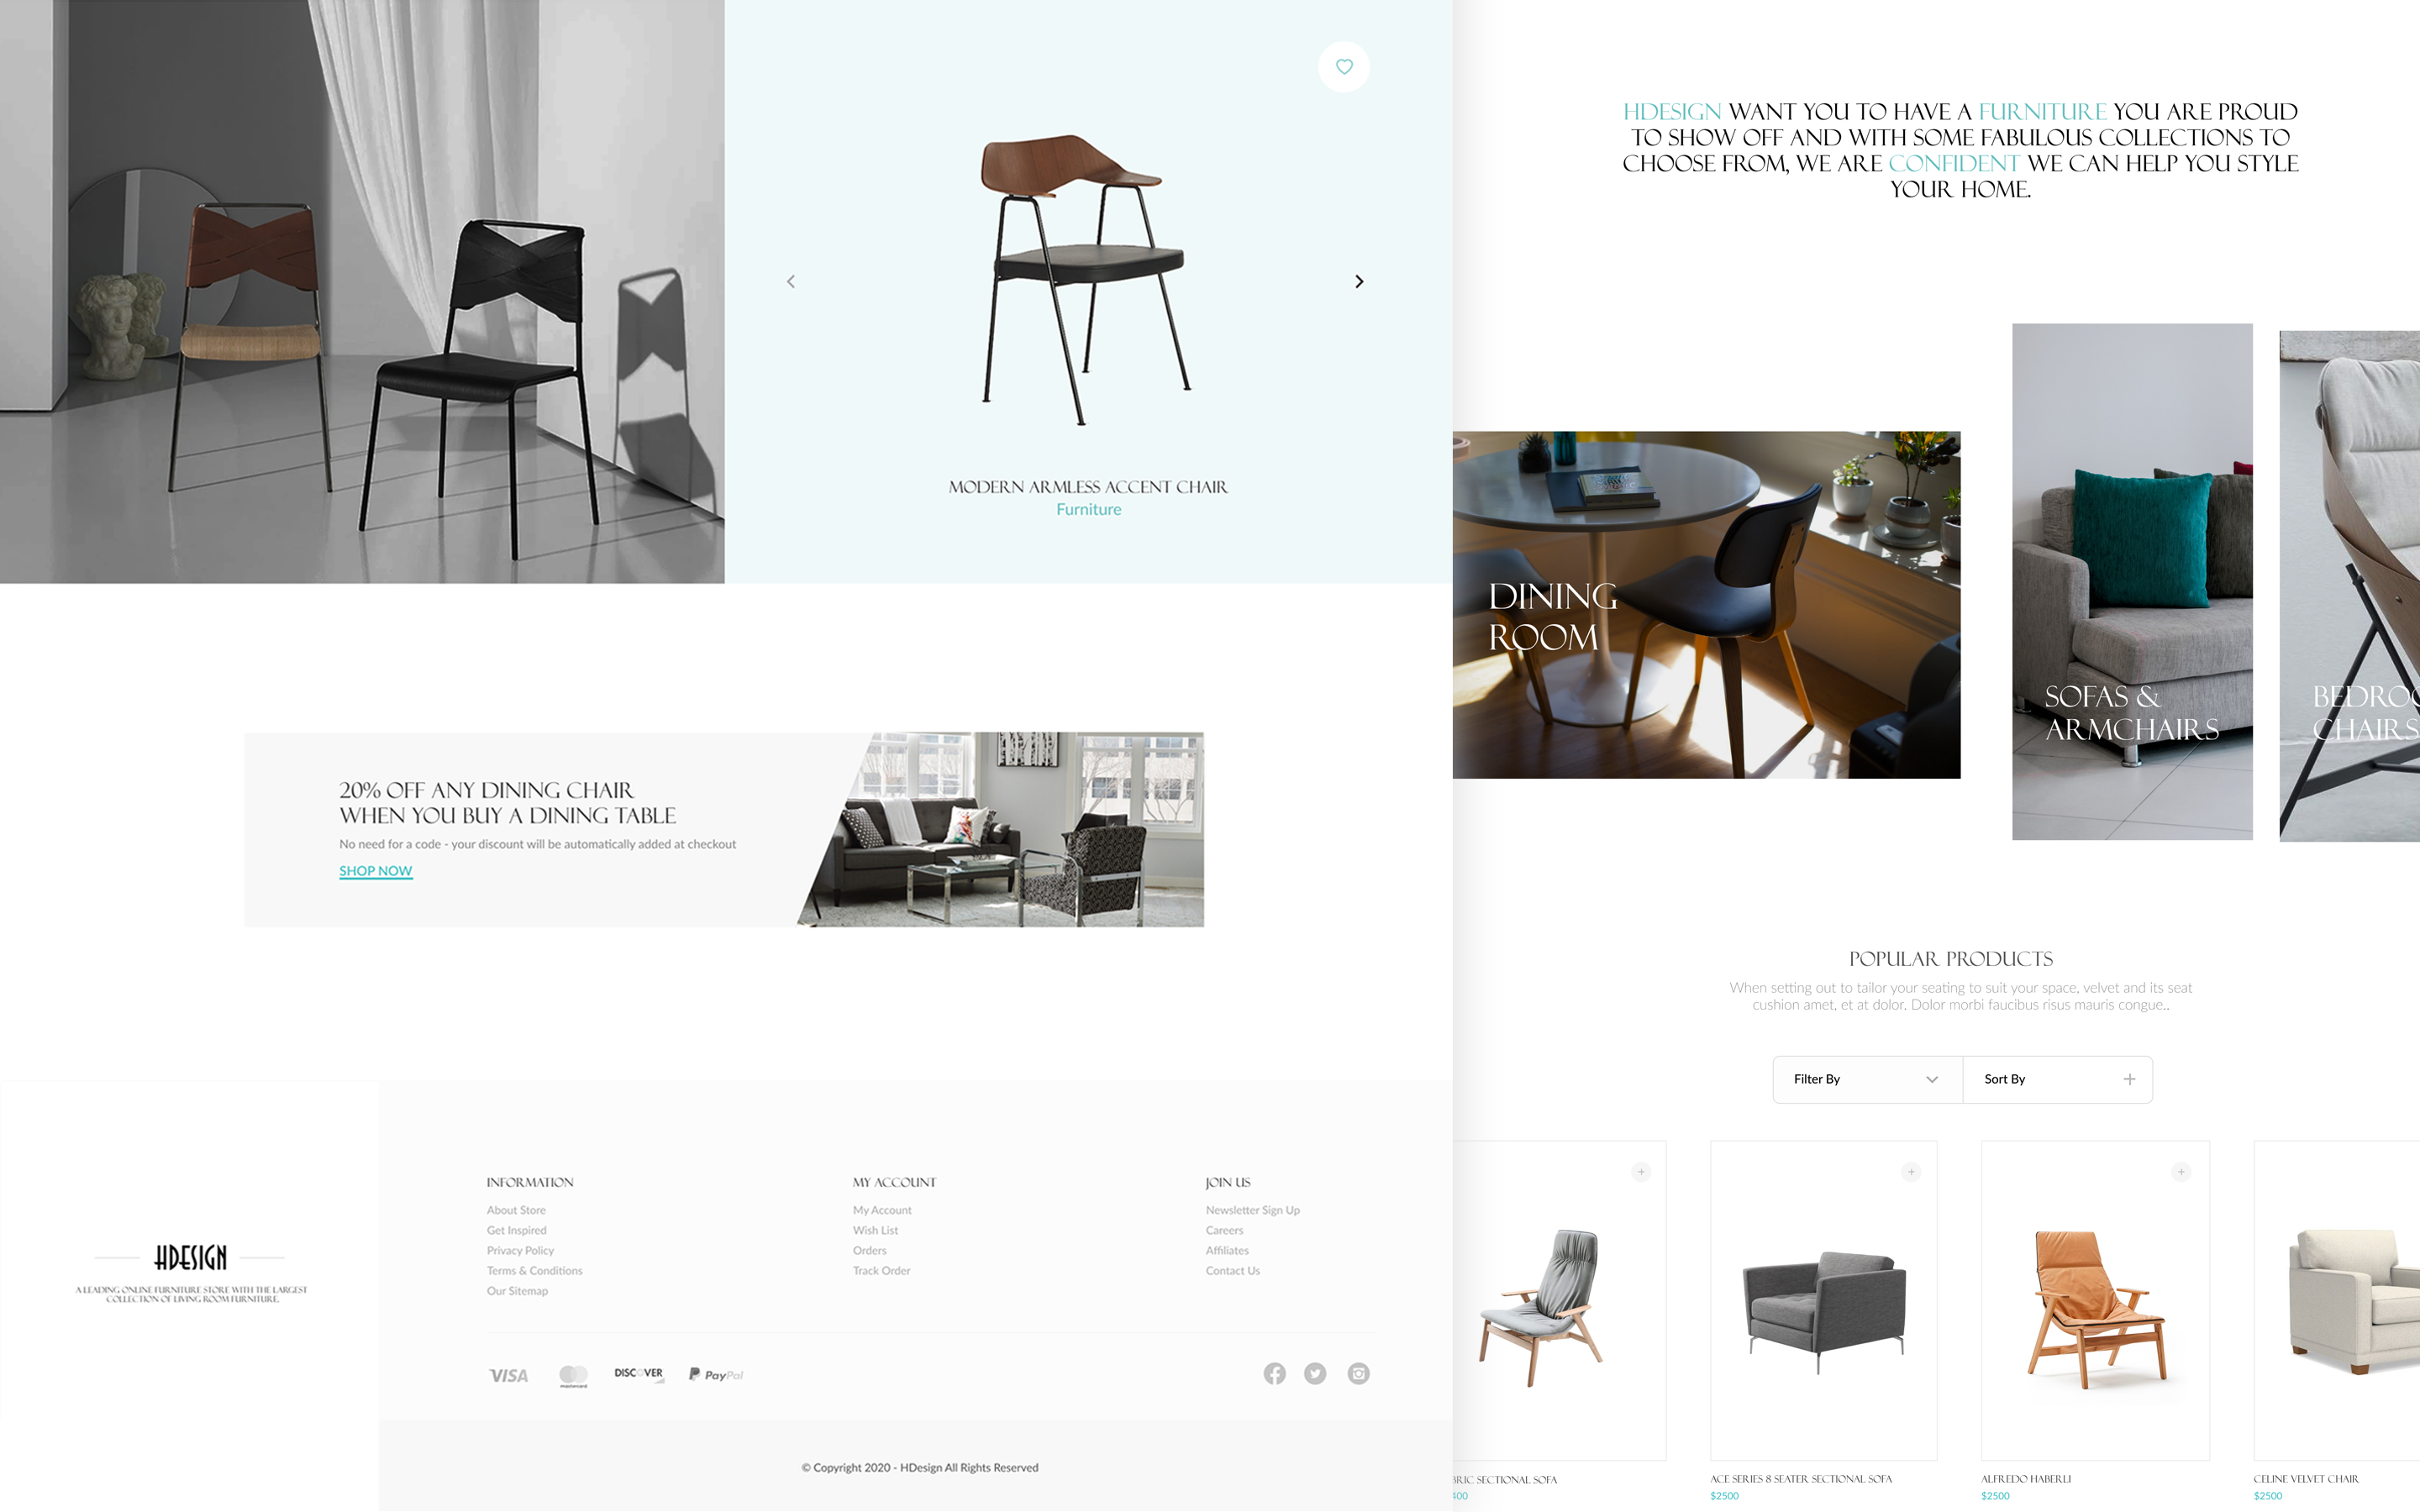 MODERN ARMLESS ACCENT CHAIR
Furniture
20% OFF ANY DINING CHAIR
WHEN YOU BUY A DINING TABLE
No need for a code - your discount will be automatically added at checkout
SHOP NOW
HDESIGN
A LEADING ONLINE FURNITURE STORE WITH THE LARGEST
COLLECTION OF LIVING ROOM FURNITURE.
INFORMATION
About Store
Get Inspired
Privacy Policy
Terms & Conditions
Our Sitemap
MY ACCOUNT
My Account
Wish List
Orders
Track Order
JOIN US
Newsletter Sign Up
Careers
Affiliates
Contact Us
VISA
mastercard
DISCOVER
PayPal
© Copyright 2020 - HDesign All Rights Reserved
HDESIGN WANT YOU TO HAVE A FURNITURE YOU ARE PROUD
TO SHOW OFF AND WITH SOME FABULOUS COLLECTIONS TO
CHOOSE FROM, WE ARE CONFIDENT WE CAN HELP YOU STYLE
YOUR HOME.
DINING
ROOM
SOFAS &
ARMCHAIRS
CHAIRS
POPULAR PRODUCTS
When setting out to tailor your seating to suit your space, velvet and its seat
cushion amet, et at dolor. Dolor morbi faucibus risus mauris congue..
Filter By
Sort By
SECTIONAL SOFA
ACE SERIES 8 SEATER SECTIONAL SOFA
$2500
ALFREDO HABERLI
$2500
CELINE VELVET CHAIR
$2500